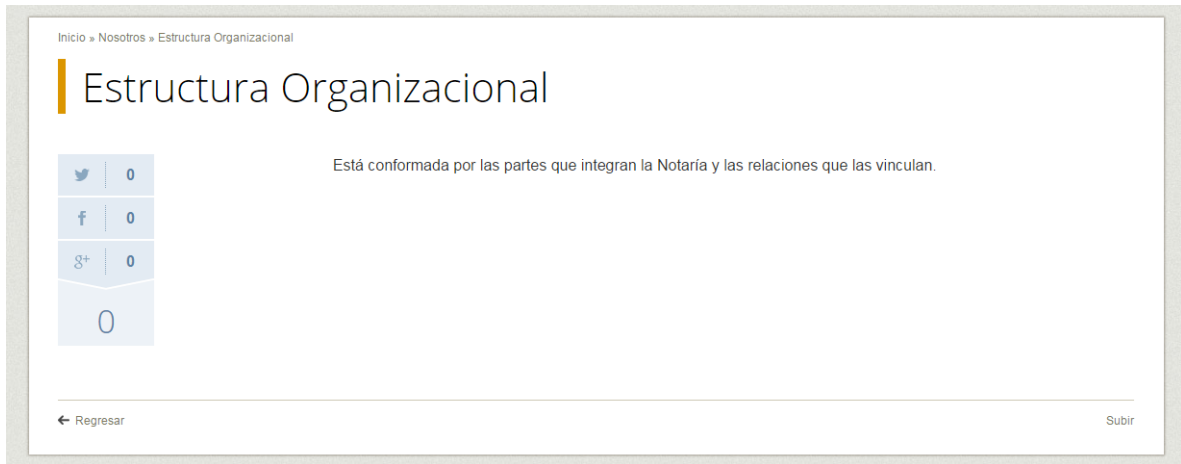 Inicio » Nosotros » Estructura Organizacional
Estructura Organizacional
0
Está conformada por las partes que integran la Notaría y las relaciones que las vinculan.
f 0
g+ 0
0
Regresar
Subir